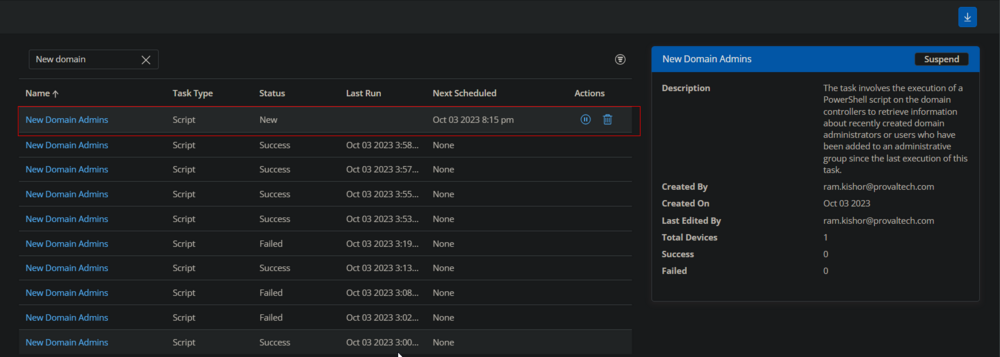 New domain
Name Task Type Status Last Run Next Scheduled Actions
New Domain Admins Script New Oct 03 2023 8:15 pm
New Domain Admins Script Success Oct 03 2023 3:58... None
New Domain Admins Script Success Oct 03 2023 3:57... None
New Domain Admins Script Success Oct 03 2023 3:55... None
New Domain Admins Script Success Oct 03 2023 3:53... None
New Domain Admins Script Failed Oct 03 2023 3:19... None
New Domain Admins Script Success Oct 03 2023 3:13... None
New Domain Admins Script Failed Oct 03 2023 3:08... None
New Domain Admins Script Failed Oct 03 2023 3:02... None
New Domain Admins Script Success Oct 03 2023 3:00... None
New Domain Admins Suspend
Description The task involves the execution of a
PowerShell script on the domain
controllers to retrieve information
about recently created domain
administrators or users who have
been added to an administrative
group since the last execution of this
task.
Created By ram.kishor@provaltech.com
Created On Oct 03 2023
Last Edited By ram.kishor@provaltech.com
Total Devices 1
Success 0
Failed 0